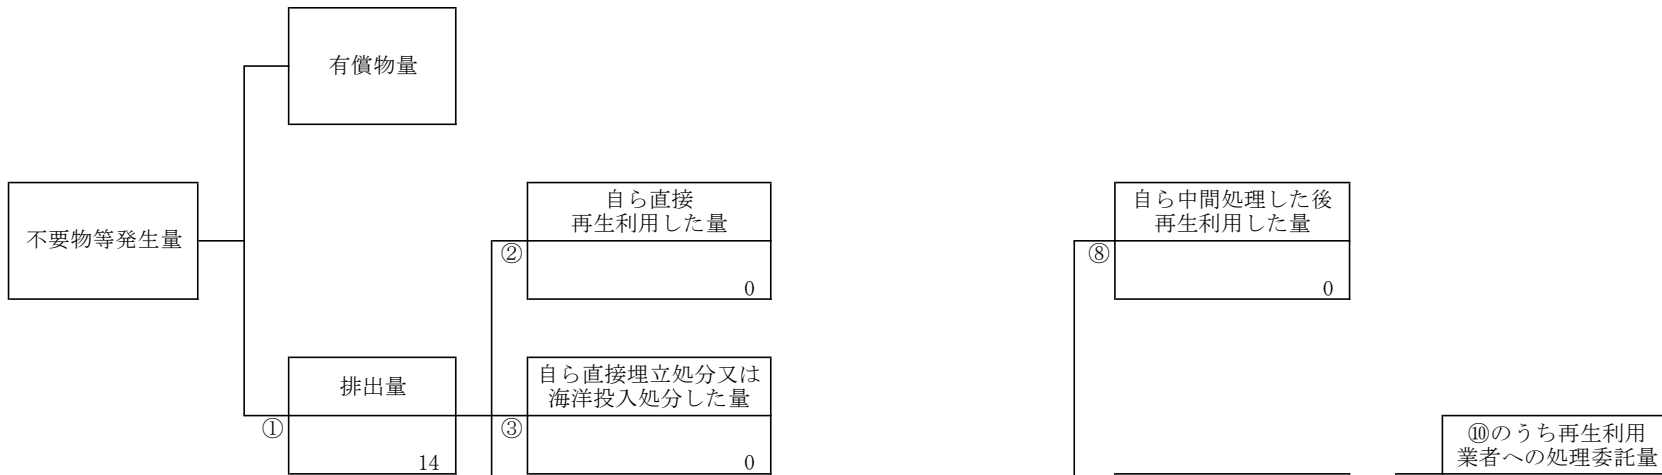 有償物量
不要物等発生量
自ら直接
再生利用した量
②
0
自ら中間処理した後
再生利用した量
⑧
0
排出量
①
14
自ら直接埋立処分又は
海洋投入処分した量
③
0
⑩のうち再生利用
業者への処理委託量